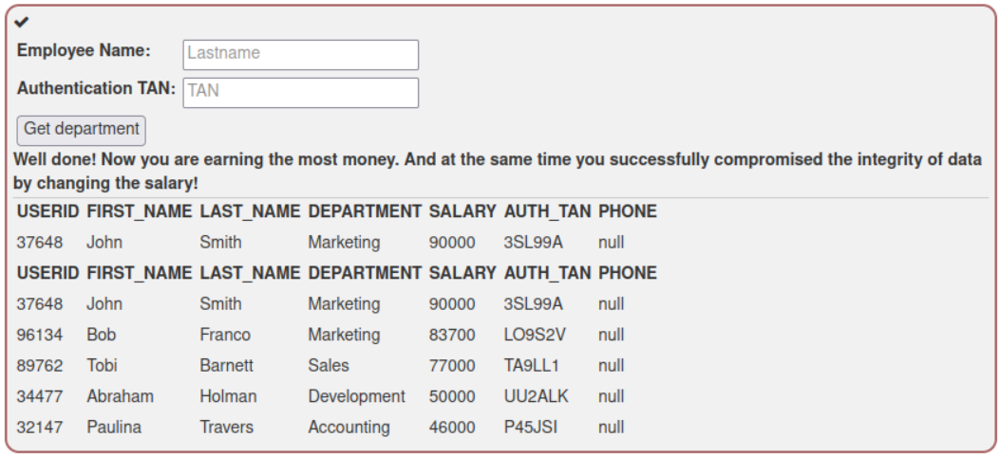 Employee Name: Lastname
Authentication TAN: TAN
Get department
Well done! Now you are earning the most money. And at the same time you successfully compromised the integrity of data
by changing the salary!
USERID FIRST_NAME LAST_NAME DEPARTMENT SALARY AUTH_TAN PHONE
37648 John Smith Marketing 90000 3SL99A null
USERID FIRST_NAME LAST_NAME DEPARTMENT SALARY AUTH_TAN PHONE
37648 John Smith Marketing 90000 3SL99A null
96134 Bob Franco Marketing 83700 LO9S2V null
89762 Tobi Barnett Sales 77000 TA9LL1 null
34477 Abraham Holman Development 50000 UU2ALK null
32147 Paulina Travers Accounting 46000 P45JSI null